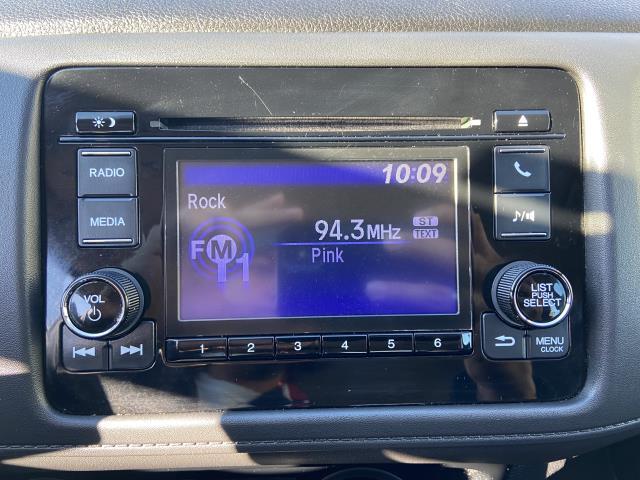 RADIO
MEDIA
VOL
10:09
Rock
94.3MHz
ST
TEXT
FM1
Pink
1 2 3 4 5 6
LIST
PUSH
SELECT
MENU
CLOCK